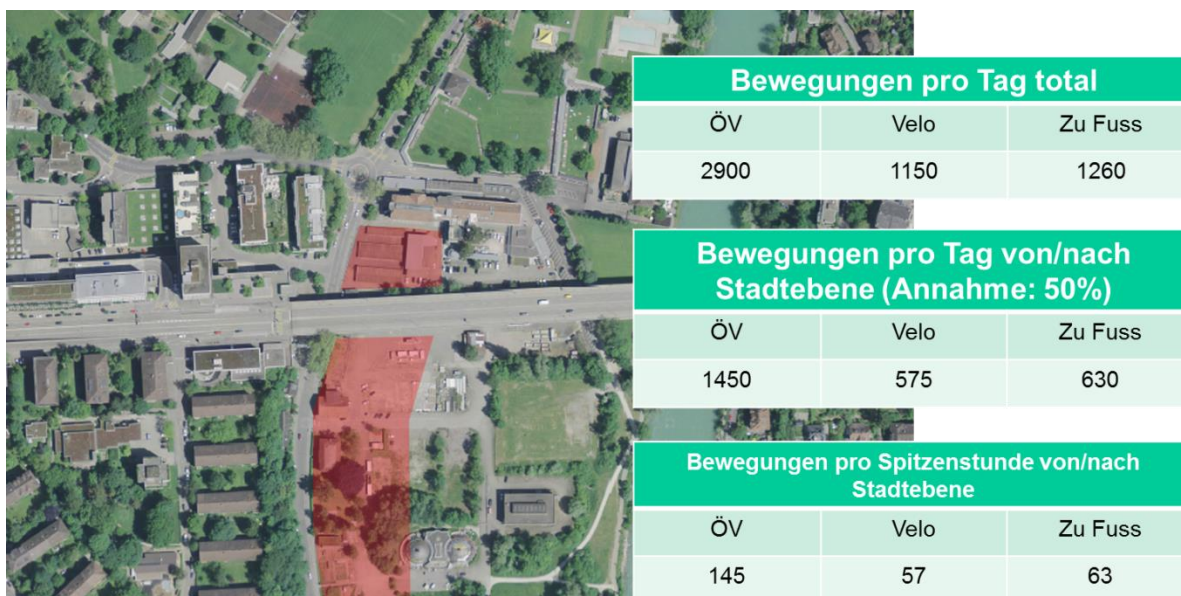 Bewegungen pro Tag total
ÖV Velo Zu Fuss
2900 1150 1260
Bewegungen pro Tag von/nach
Stadtebene (Annahme: 50%)
ÖV Velo Zu Fuss
1450 575 630
Bewegungen pro Spitzenstunde von/nach
Stadtebene
ÖV Velo Zu Fuss
145 57 63